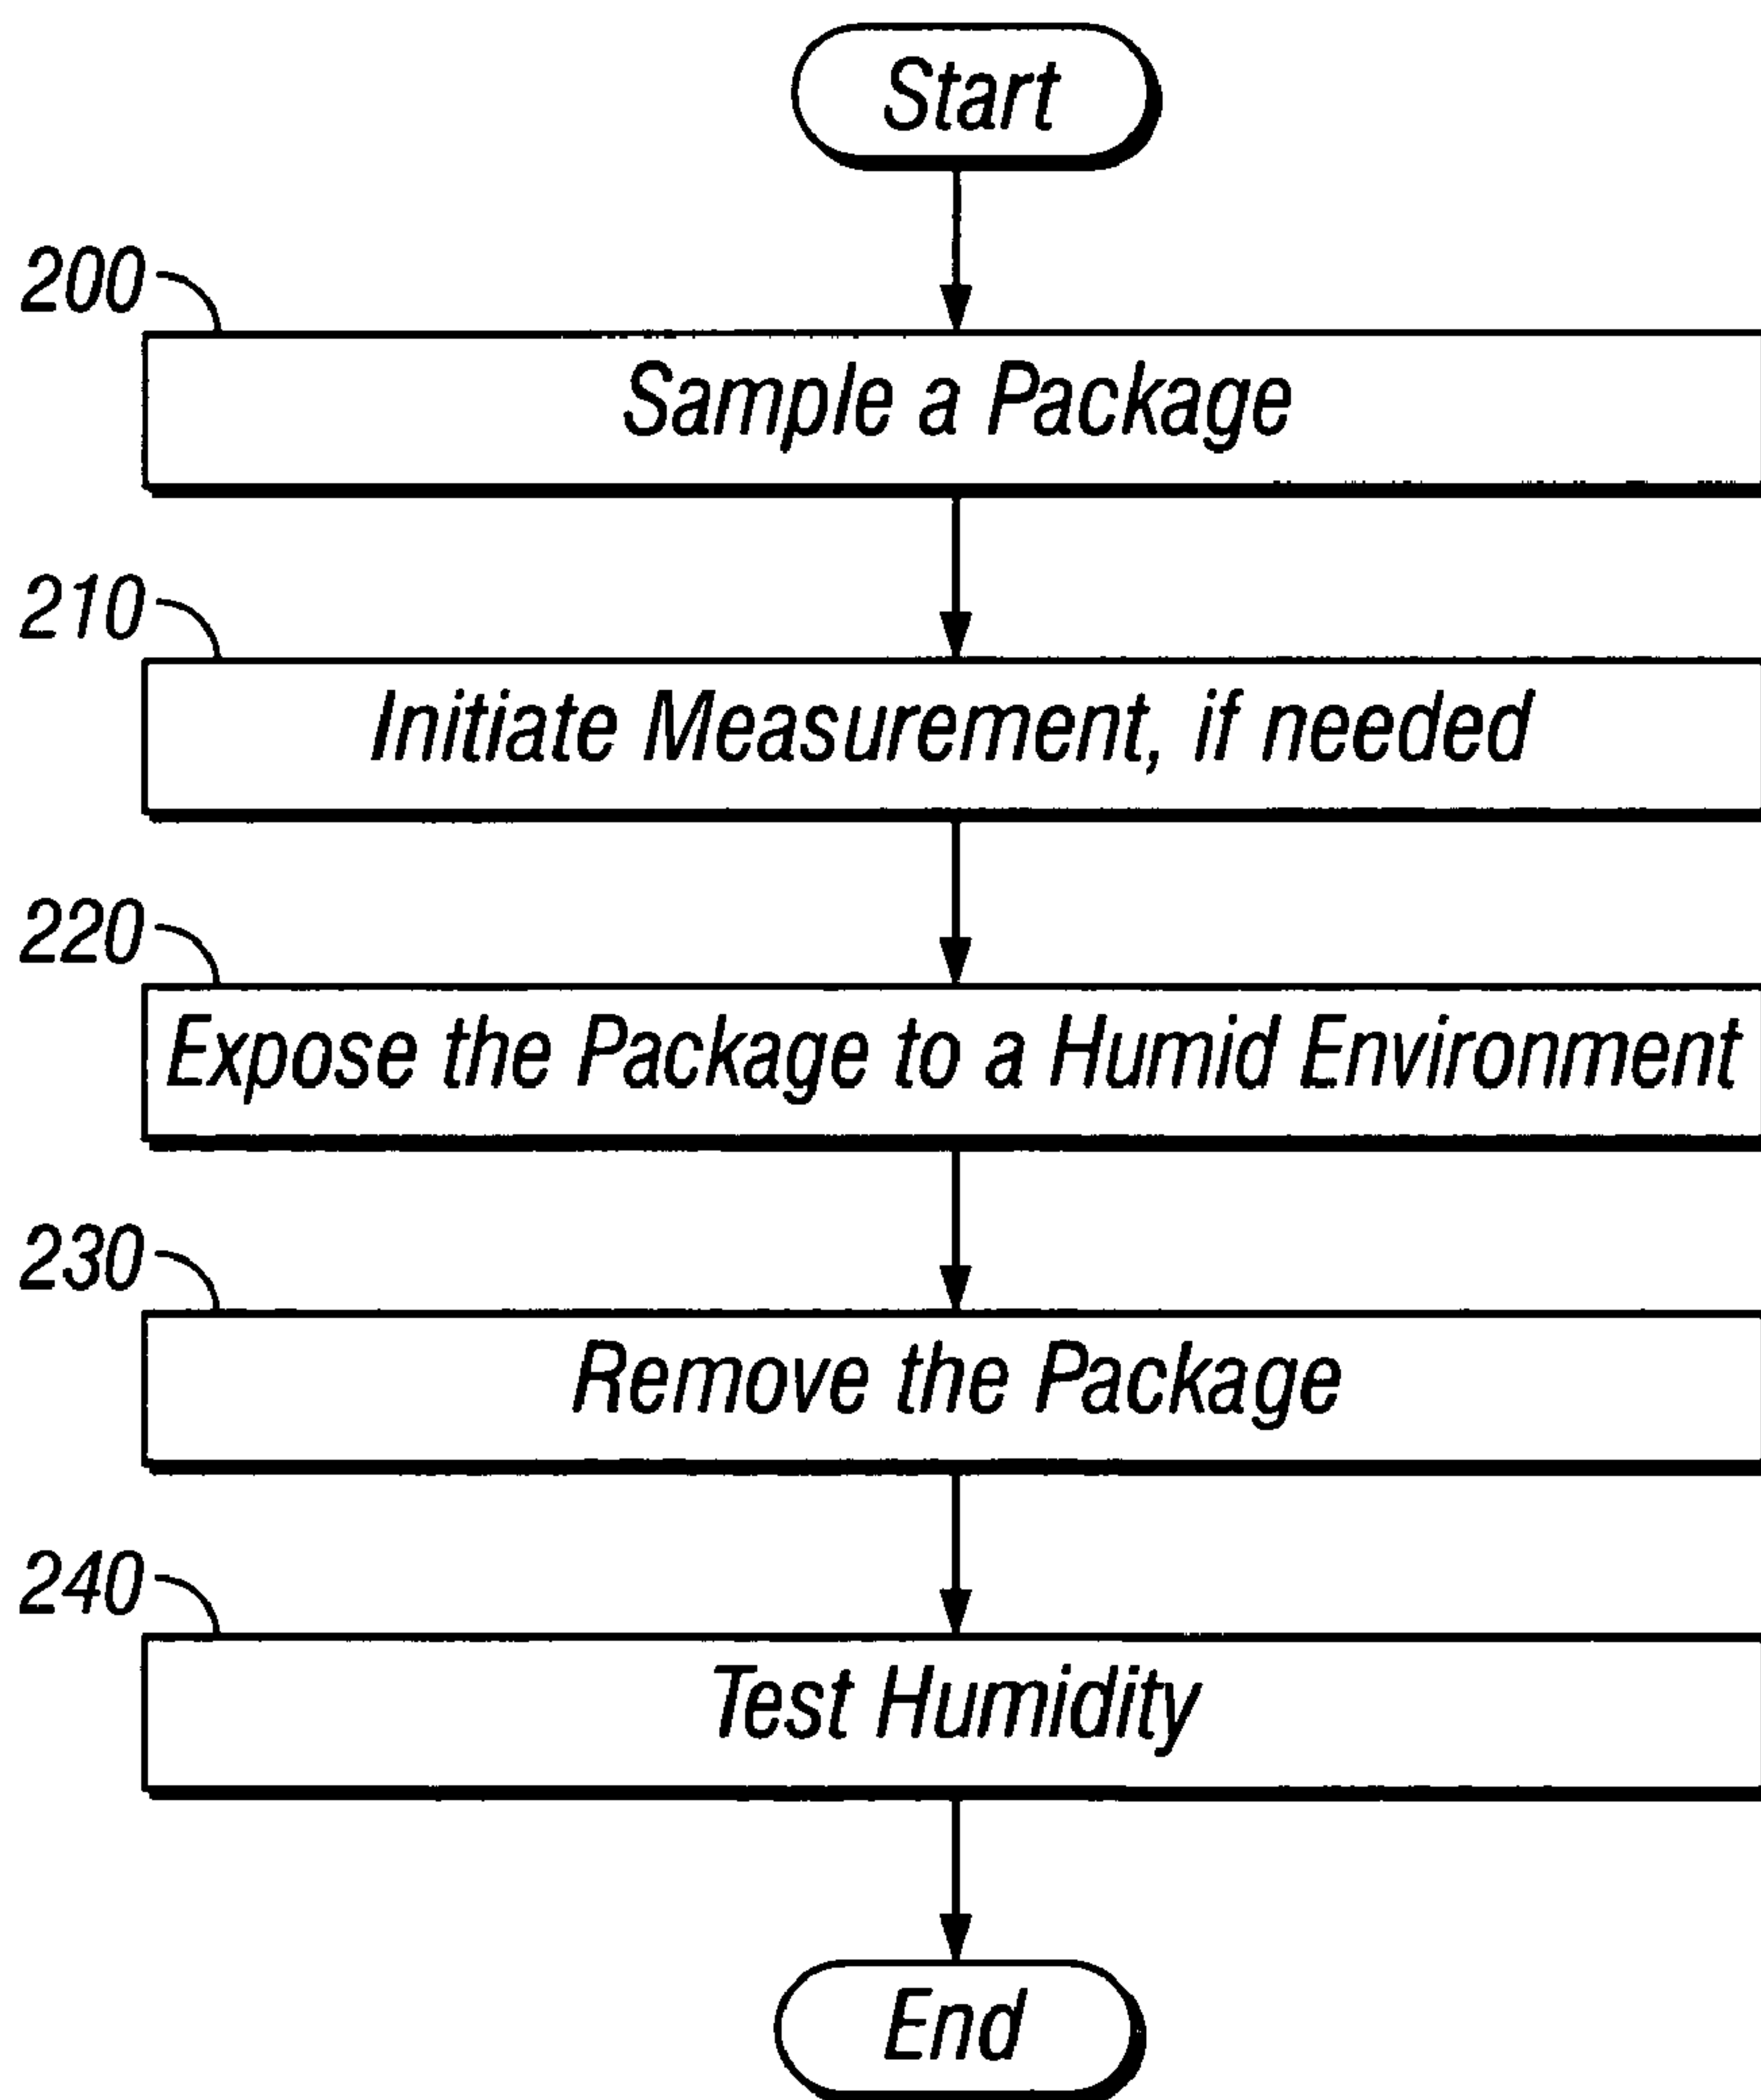 Start
200
Sample a Package
210
Initiate Measurement, if needed
220
Expose the Package to a Humid Environment
230
Remove the Package
240
Test Humidity
End